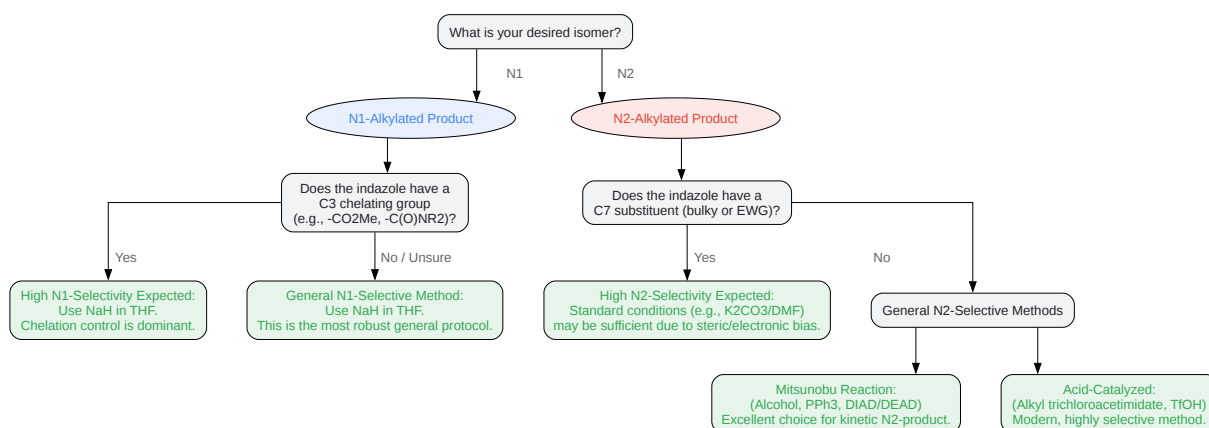 What is your desired isomer?
N1
N2
N1-Alkylated Product
N2-Alkylated Product
Does the indazole have a
C3 chelating group
(e.g., -CO2Me, -C(O)NR2)?
Does the indazole have a
C7 substituent (bulky or EWG)?
Yes
No / Unsure
Yes
No
High N1-Selectivity Expected:
Use NaH in THF.
Chelation control is dominant.
General N1-Selective Method:
Use NaH in THF.
This is the most robust general protocol.
High N2-Selectivity Expected:
Standard conditions (e.g., K2CO3/DMF)
may be sufficient due to steric/electronic bias.
General N2-Selective Methods
Mitsunobu Reaction:
(Alcohol, PPh3, DIAD/DEAD)
Excellent choice for kinetic N2-product.
Acid-Catalyzed:
(Alkyl trichloroacetimidate, TfOH)
Modern, highly selective method.